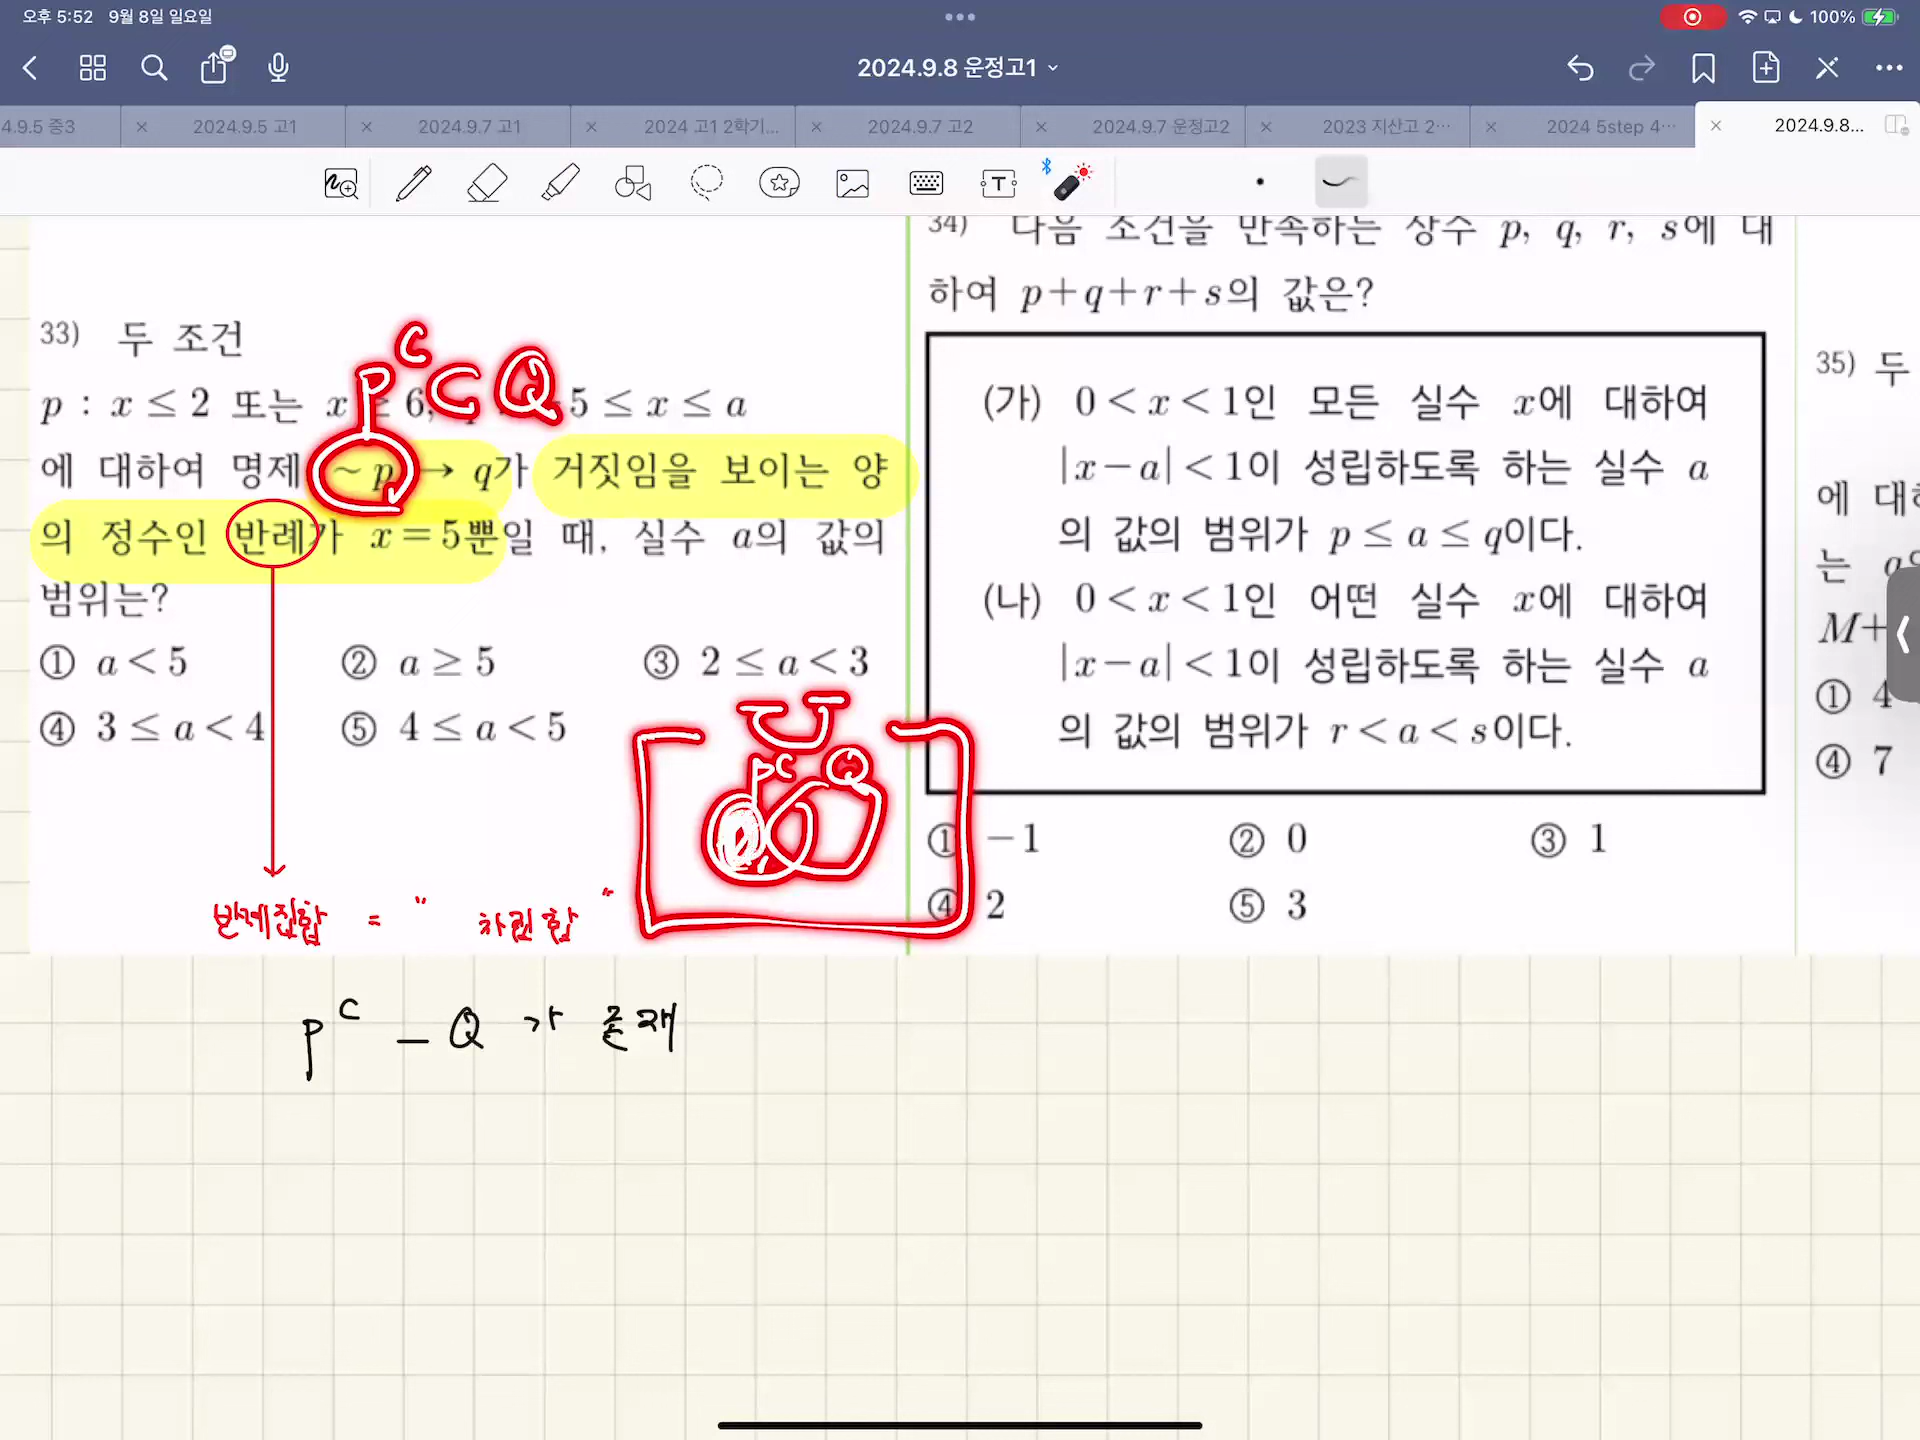 오후 5:52 9월 8일 일요일
100%
2024.9.8 운정고1
4.9.5 중3
2024.9.5 고1
2024.9.7 고1
2024 고1 2학기...
2024.9.7 고2
2024.9.7 운정고2
2023 지산고 2...
2024 5step 4...
2024.9.8...
33) 두 조건
p : x ≤ 2 또는 x ≥ 6, 5 ≤ x ≤ a
에 대하여 명제 ~p → q가 거짓임을 보이는 양
의 정수인 반례가 x = 5뿐일 때, 실수 a의 값의
범위는?
① a < 5 ② a ≥ 5 ③ 2 ≤ a < 3
④ 3 ≤ a < 4 ⑤ 4 ≤ a < 5
P^C ⊂ Q
U
P^C Q
반례집합 = " 차집합 "
P^C - Q 가 존재
34) 다음 조건을 만족하는 상수 p, q, r, s에 대
하여 p+q+r+s의 값은?
(가) 0 < x < 1인 모든 실수 x에 대하여
|x - a| < 1이 성립하도록 하는 실수 a
의 값의 범위가 p ≤ a ≤ q이다.
(나) 0 < x < 1인 어떤 실수 x에 대하여
|x - a| < 1이 성립하도록 하는 실수 a
의 값의 범위가 r < a < s이다.
① -1 ② 0 ③ 1
④ 2 ⑤ 3
35) 두
에 대
는
M+
① 4
④ 7